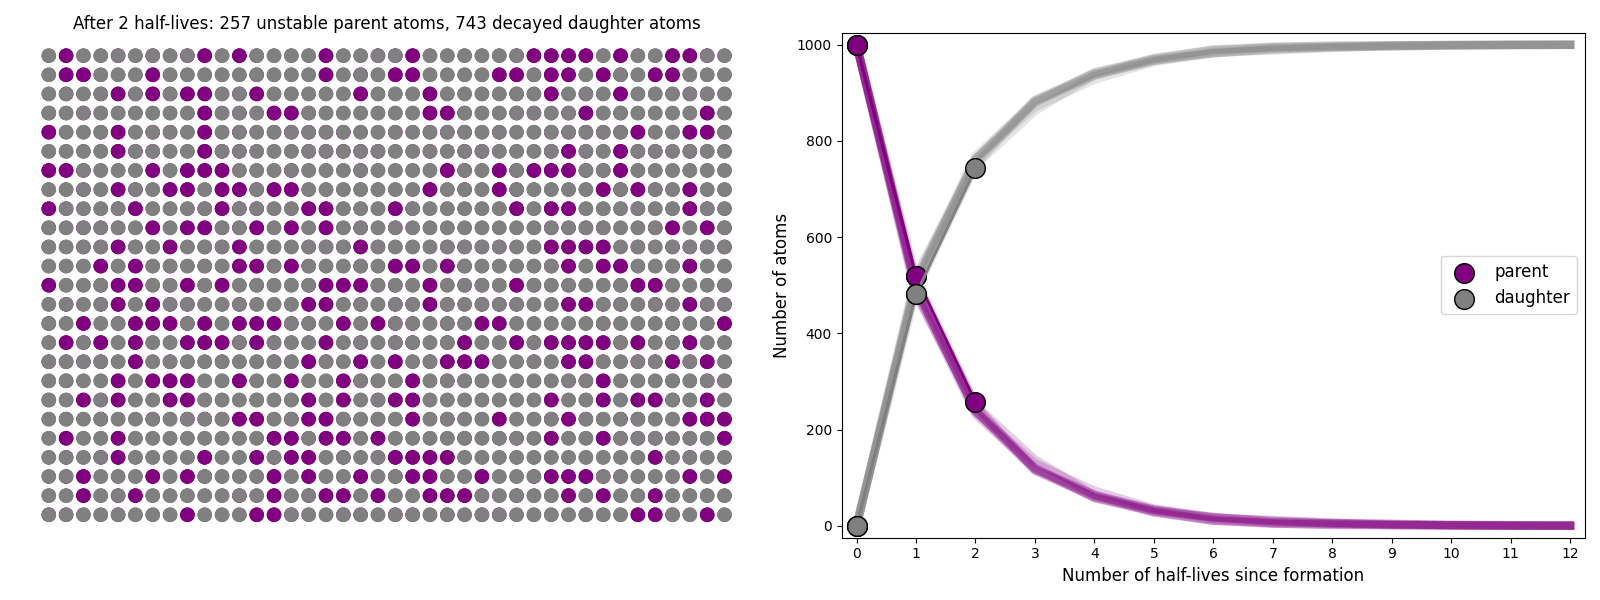 After 2 half-lives: 257 unstable parent atoms, 743 decayed daughter atoms
1000
800
600
400
200
0
Number of atoms
parent
daughter
0 1 2 3 4 5 6 7 8 9 10 11 12
Number of half-lives since formation